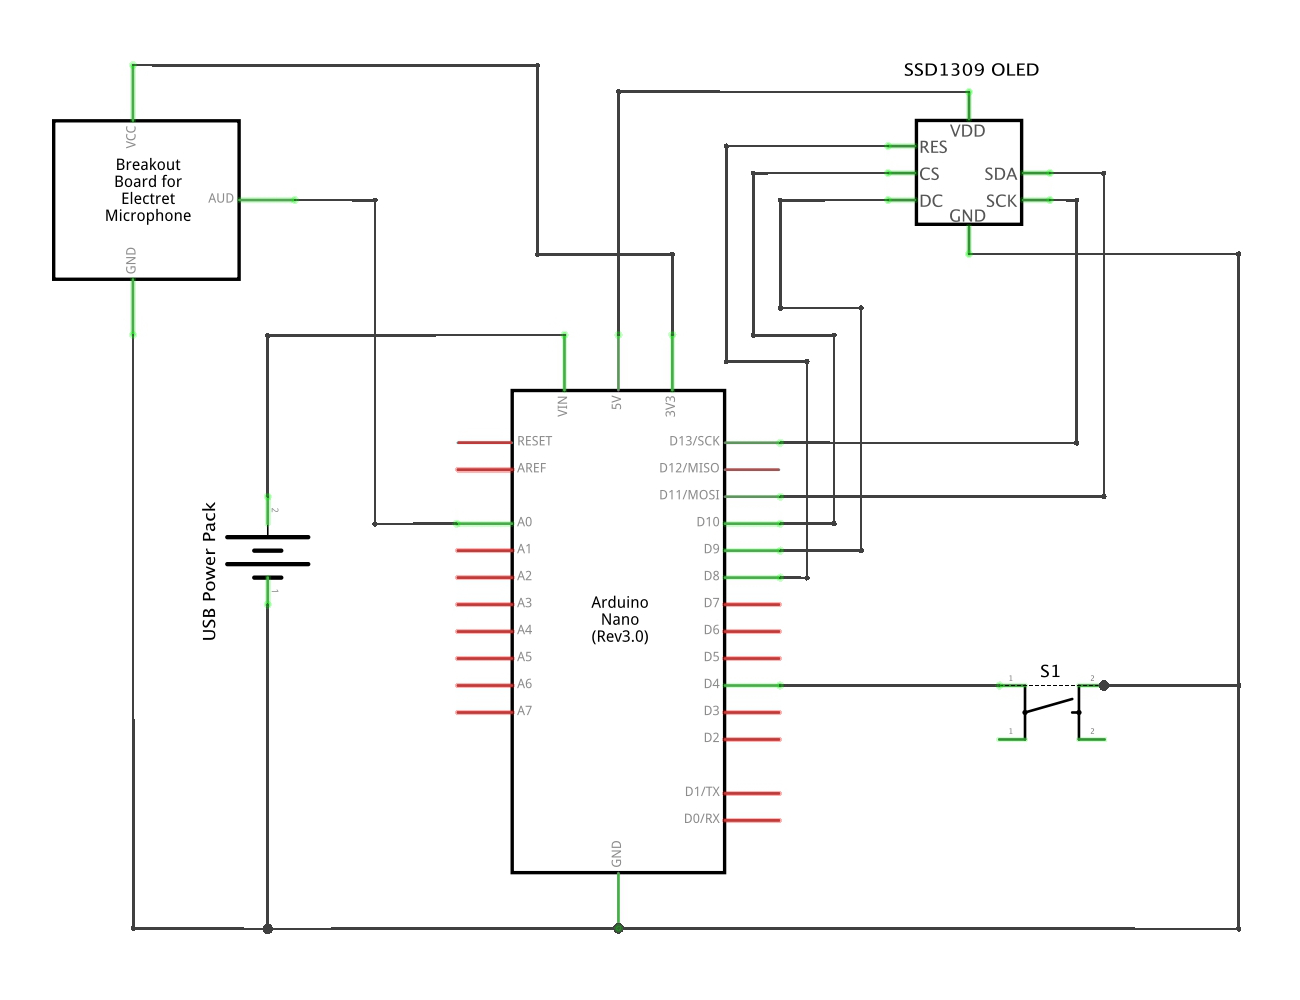 SSD1309 OLED
VCC
Breakout
Board for
Electret
Microphone
AUD
GND
VDD
RES
CS
DC
SDA
SCK
GND
VIN
5V
3V3
RESET
AREF
A0
A1
A2
A3
A4
A5
A6
A7
D13/SCK
D12/MISO
D11/MOSI
D10
D9
D8
D7
D6
D5
D4
D3
D2
D1/TX
D0/RX
Arduino
Nano
(Rev3.0)
GND
USB Power Pack
2
1
S1
1
2
1
2